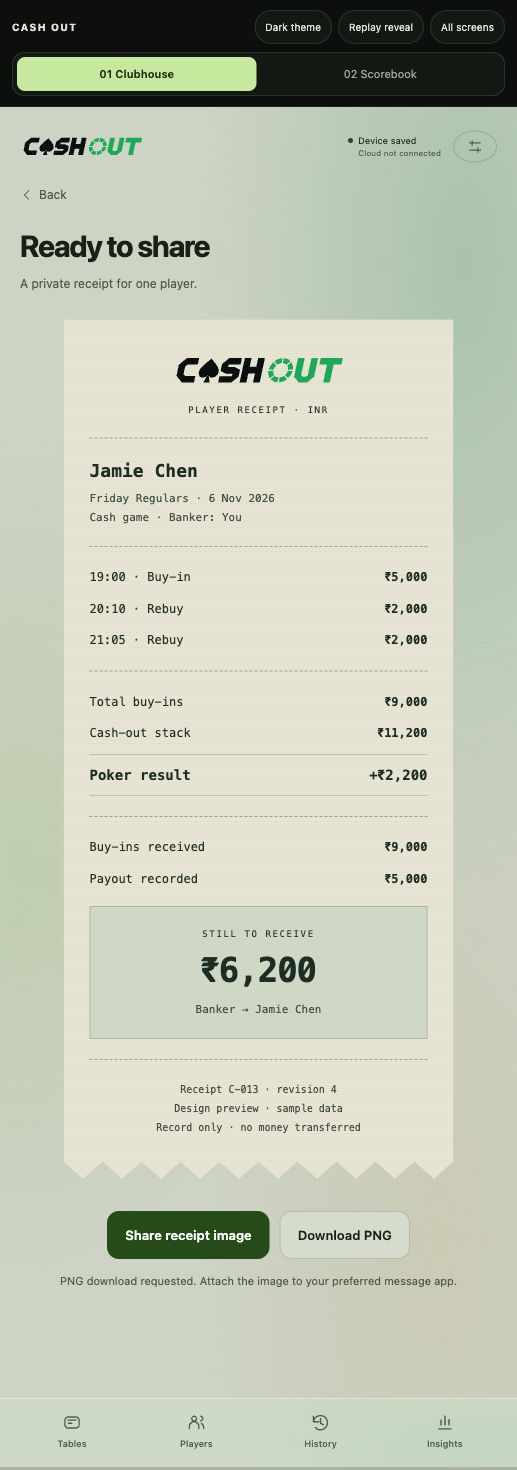 CASH OUT
Dark theme
Replay reveal
All screens
01 Clubhouse
02 Scorebook
CASH OUT
Device saved
Cloud not connected
Back
Ready to share
A private receipt for one player.
CASH OUT
PLAYER RECEIPT · INR
Jamie Chen
Friday Regulars · 6 Nov 2026
Cash game · Banker: You
19:00 · Buy-in ₹5,000
20:10 · Rebuy ₹2,000
21:05 · Rebuy ₹2,000
Total buy-ins ₹9,000
Cash-out stack ₹11,200
Poker result +₹2,200
Buy-ins received ₹9,000
Payout recorded ₹5,000
STILL TO RECEIVE
₹6,200
Banker → Jamie Chen
Receipt C-013 · revision 4
Design preview · sample data
Record only · no money transferred
Share receipt image
Download PNG
PNG download requested. Attach the image to your preferred message app.
Tables
Players
History
Insights